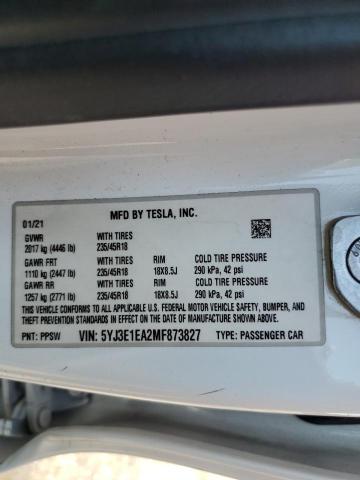 MFD BY TESLA, INC.
01/21
GVWR WITH TIRES
2017 kg (4446 lb) 235/45R18
GAWR FRT WITH TIRES RIM COLD TIRE PRESSURE
1110 kg (2447 lb) 235/45R18 18X8.5J 290 kPa, 42 psi
GAWR RR WITH TIRES RIM COLD TIRE PRESSURE
1257 kg (2771 lb) 235/45R18 18X8.5J 290 kPa, 42 psi
THIS VEHICLE CONFORMS TO ALL APPLICABLE
U.S. FEDERAL MOTOR VEHICLE SAFETY, BUMPER, AND
THEFT PREVENTION STANDARDS IN EFFECT ON THE DATE
OF MANUFACTURE SHOWN ABOVE.
PNT: PPSW VIN: 5YJ3E1EA2MF873827 TYPE: PASSENGER CAR